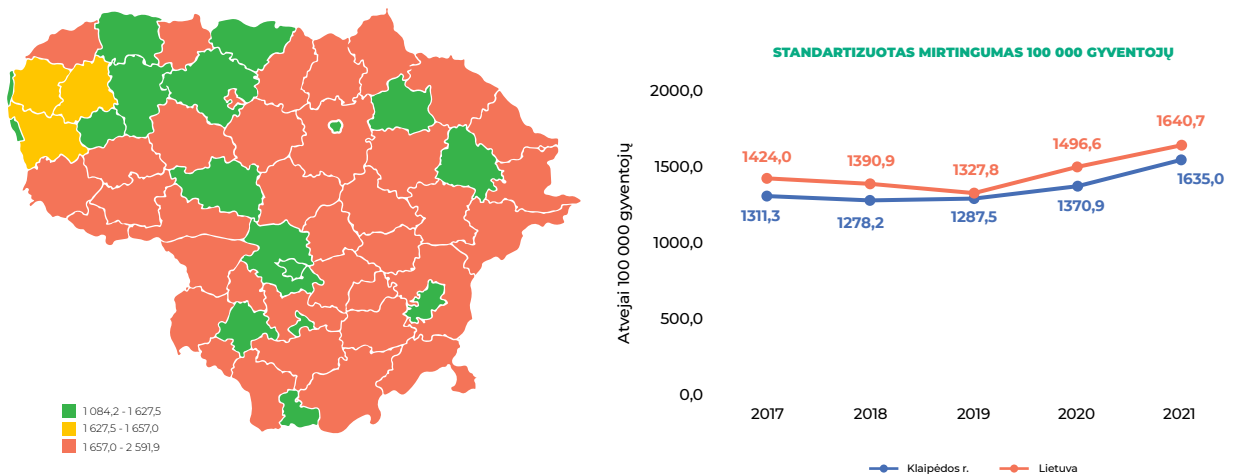 STANDARTIZUOTAS MIRTINGUMAS 100 000 GYVENTOJŲ
Atvejai 100 000 gyventojų
2000,0
1500,0
1000,0
500,0
0,0
1424,0
1390,9
1327,8
1496,6
1640,7
1311,3
1278,2
1287,5
1370,9
1635,0
2017
2018
2019
2020
2021
Klaipėdos r.
Lietuva
1 084,2 - 1 627,5
1 627,5 - 1 657,0
1 657,0 - 2 591,9